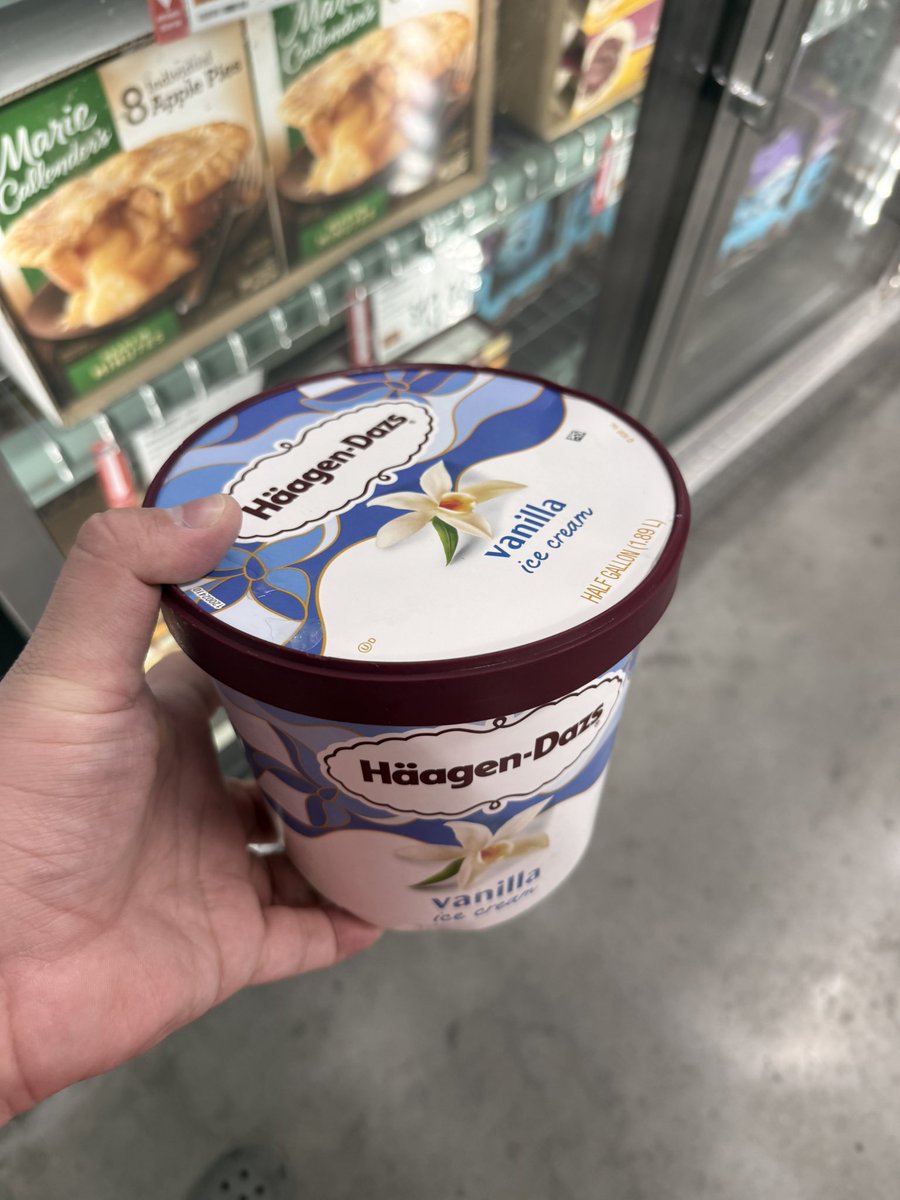 Marie
Callender's
8 Individual
Apple Pies
Marie
Callender's
Häagen-Dazs
vanilla
ice cream
HALF GALLON (1.89 L)
Häagen-Dazs
vanilla
ice cream